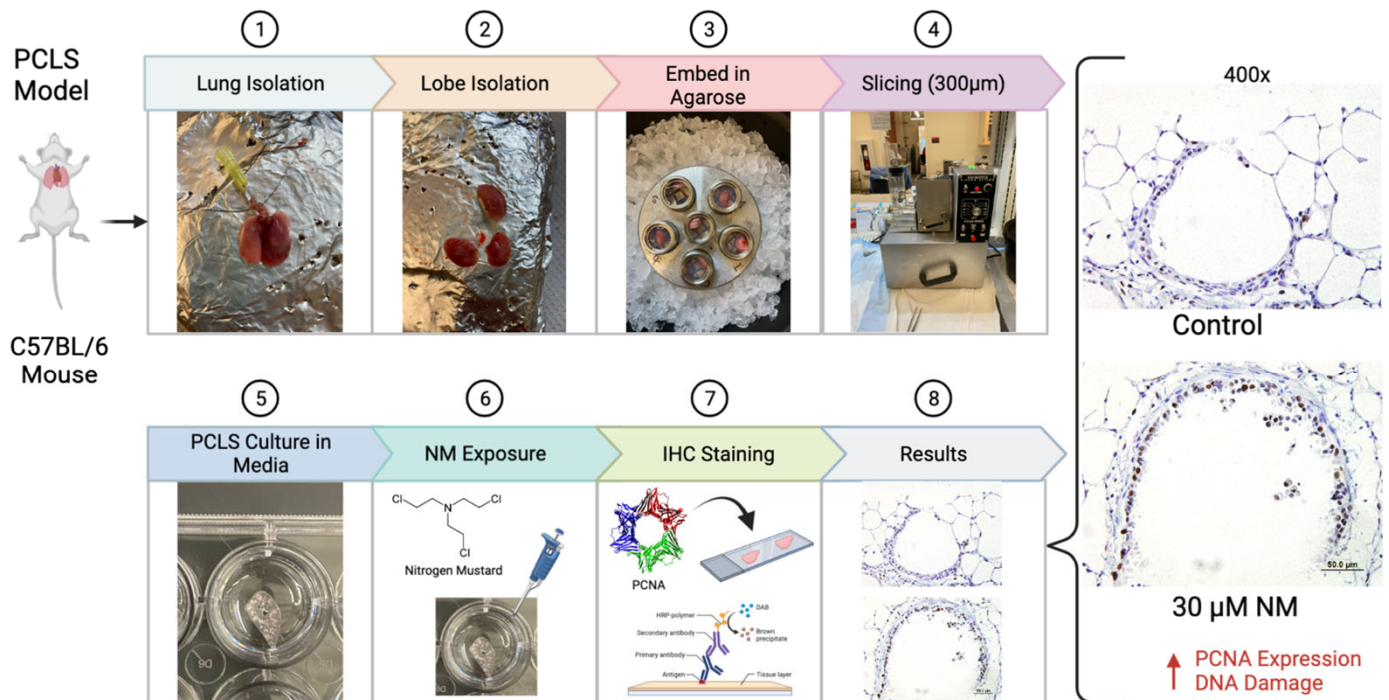 PCLS
Model
C57BL/6
Mouse
1
2
3
4
Lung Isolation
Lobe Isolation
Embed in
Agarose
Slicing (300µm)
5
6
7
8
PCLS Culture in
Media
NM Exposure
IHC Staining
Results
Cl
Cl
N
Cl
Nitrogen Mustard
PCNA
HRP-polymer
DAB
Brown
precipitate
Secondary antibody
Primary antibody
Antigen
Tissue layer
400x
Control
50.0 µm
30 µM NM
PCNA Expression
DNA Damage